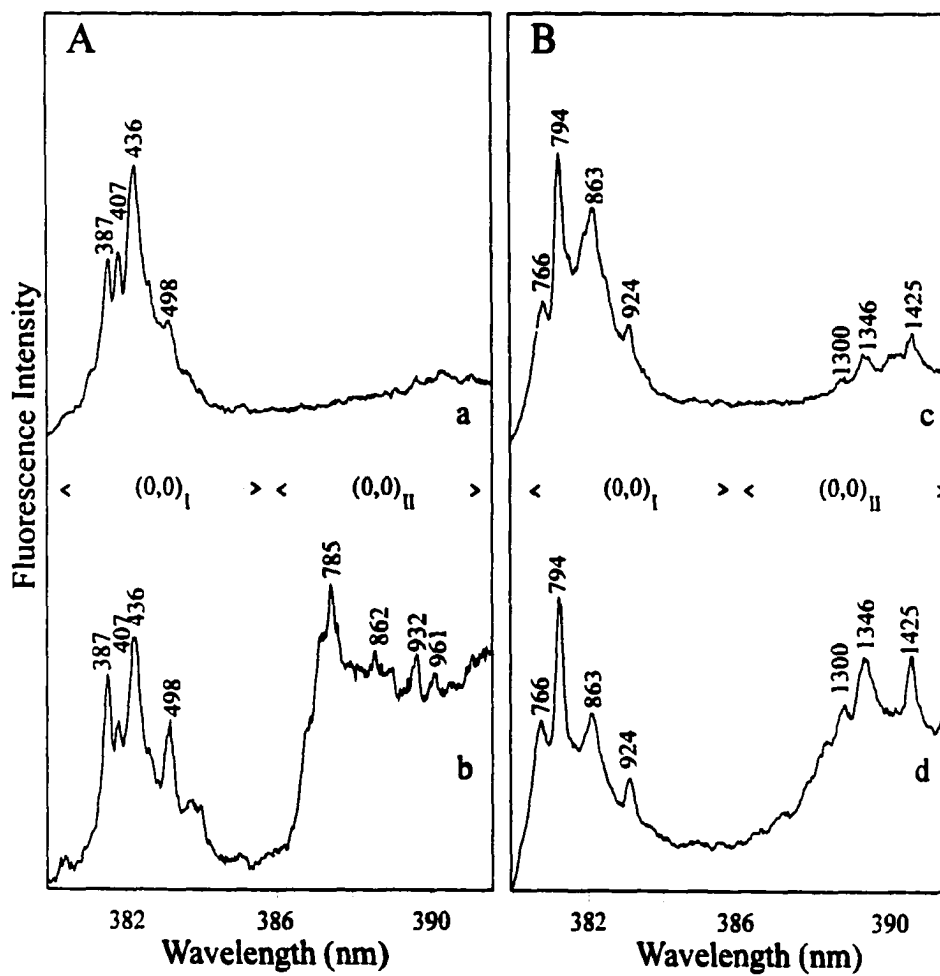 A
B
Fluorescence Intensity
387
407
436
498
a
766
794
863
924
1300
1346
1425
c
< (0,0)I > < (0,0)II >
< (0,0)I > < (0,0)II >
387
407
436
498
785
862
932
961
b
766
794
863
924
1300
1346
1425
d
382 386 390
382 386 390
Wavelength (nm)
Wavelength (nm)